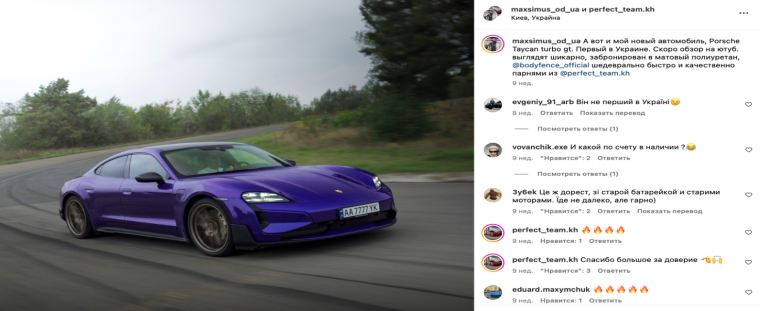 AA 7777 YK
maxsimus_od_ua и perfect_team.kh
Киев, Украйна
maxsimus_od_ua А вот и мой новый автомобиль, Porsche
Taycan turbo gt. Первый в Украине. Скоро обзор на ютуб.
выглядят шикарно, забронирован в матовый полиуретан,
@bodyfence_official шедеврально быстро и качественно
парнями из @perfect_team.kh
9 нед.
evgeniy_91_arb Він не перший в Україні😉
8 нед. Ответить Показать перевод
Посмотреть ответы (1)
vovanchik.exe И какой по счету в наличии ?😂
9 нед. "Нравится": 2 Ответить
Посмотреть ответы (1)
Зубек Це ж дорест, зі старой батарейкой и старими
моторами. Їде не далеко, але гарно)
9 нед. "Нравится": 2 Ответить Показать перевод
perfect_team.kh 🔥🔥🔥🔥
9 нед. Нравится: 1 Ответить
perfect_team.kh Спасибо большое за доверие 🤏🙌
9 нед. "Нравится": 3 Ответить
eduard.maxymchuk 🔥🔥🔥🔥🔥
9 нед. Нравится: 1 Ответить